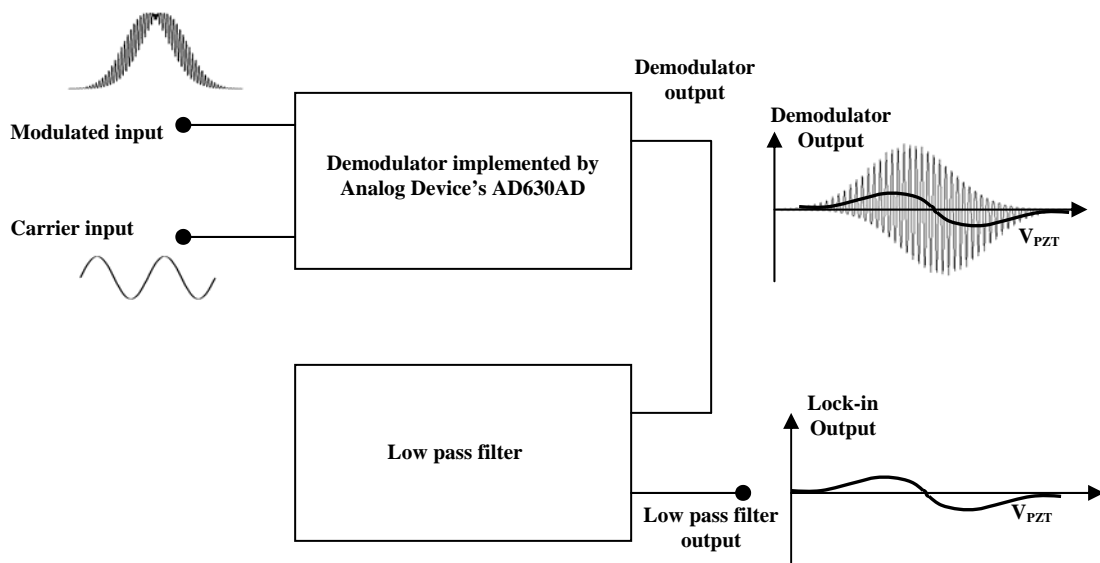 Modulated input
Carrier input
Demodulator implemented by
Analog Device's AD630AD
Demodulator
output
Demodulator
Output
V_PZT
Low pass filter
Low pass filter
output
Lock-in
Output
V_PZT